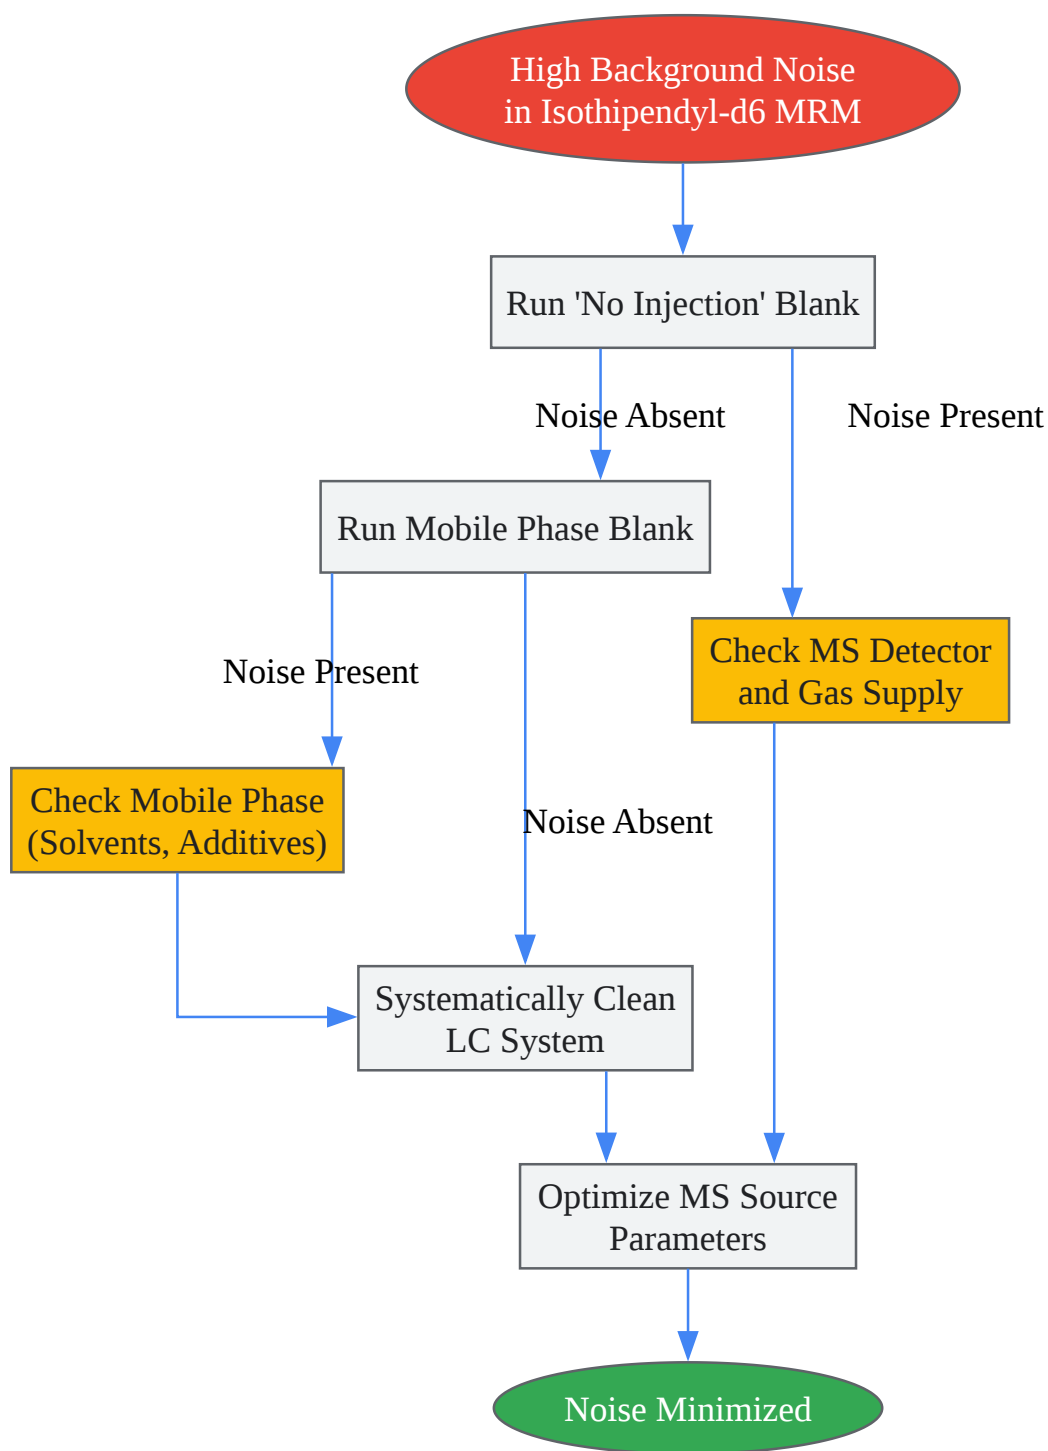 High Background Noise
in Isothipendyl-d6 MRM
Run 'No Injection' Blank
Noise Absent
Noise Present
Run Mobile Phase Blank
Check MS Detector
and Gas Supply
Noise Present
Check Mobile Phase
(Solvents, Additives)
Noise Absent
Systematically Clean
LC System
Optimize MS Source
Parameters
Noise Minimized